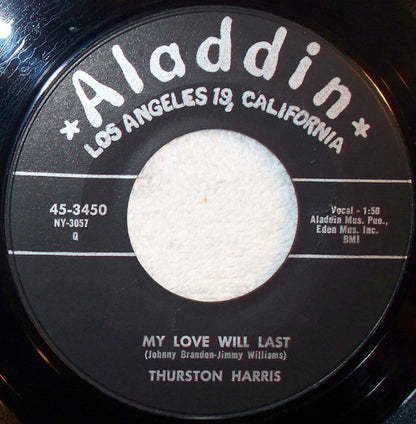 Aladdin
LOS ANGELES 19, CALIFORNIA
45-3450
NY-3057
Q
Vocal - 1:50
Aladdin Mus. Puo.,
Eden Mus. Inc.
BMI
MY LOVE WILL LAST
(Johnny Brandon-Jimmy Williams)
THURSTON HARRIS